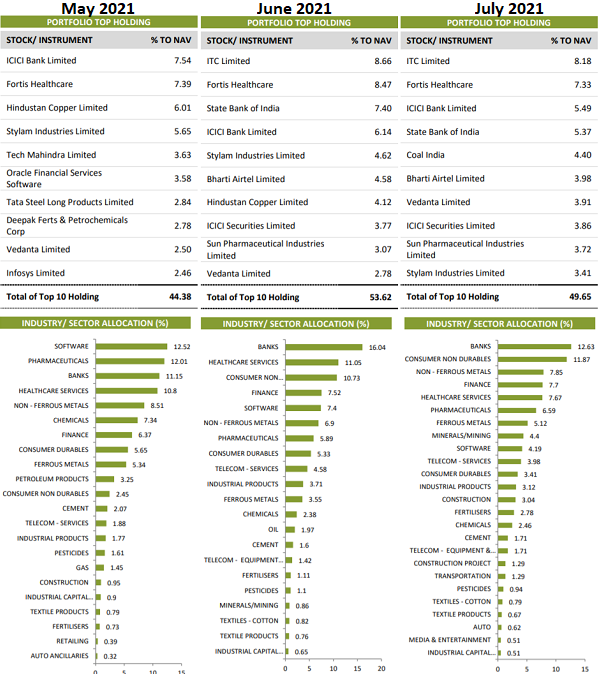 May 2021
PORTFOLIO TOP HOLDING
STOCK/ INSTRUMENT % TO NAV
ICICI Bank Limited 7.54
Fortis Healthcare 7.39
Hindustan Copper Limited 6.01
Stylam Industries Limited 5.65
Tech Mahindra Limited 3.63
Oracle Financial Services
Software 3.58
Tata Steel Long Products Limited 2.84
Deepak Ferts & Petrochemicals
Corp 2.78
Vedanta Limited 2.50
Infosys Limited 2.46
Total of Top 10 Holding 44.38
INDUSTRY/ SECTOR ALLOCATION (%)
SOFTWARE 12.52
PHARMACEUTICALS 12.01
BANKS 11.15
HEALTHCARE SERVICES 10.8
NON - FERROUS METALS 8.51
CHEMICALS 7.34
FINANCE 6.37
CONSUMER DURABLES 5.65
FERROUS METALS 5.34
PETROLEUM PRODUCTS 3.25
CONSUMER NON DURABLES 2.45
CEMENT 2.07
TELECOM - SERVICES 1.88
INDUSTRIAL PRODUCTS 1.77
PESTICIDES 1.61
GAS 1.45
CONSTRUCTION 0.95
INDUSTRIAL CAPITAL... 0.9
TEXTILE PRODUCTS 0.79
FERTILISERS 0.73
RETAILING 0.39
AUTO ANCILLARIES 0.32
0 5 10 15
June 2021
PORTFOLIO TOP HOLDING
STOCK/ INSTRUMENT % TO NAV
ITC Limited 8.66
Fortis Healthcare 8.47
State Bank of India 7.40
ICICI Bank Limited 6.14
Stylam Industries Limited 4.62
Bharti Airtel Limited 4.58
Hindustan Copper Limited 4.12
ICICI Securities Limited 3.77
Sun Pharmaceutical Industries
Limited 3.07
Vedanta Limited 2.78
Total of Top 10 Holding 53.62
INDUSTRY/ SECTOR ALLOCATION (%)
BANKS 16.04
HEALTHCARE SERVICES 11.05
CONSUMER NON... 10.73
FINANCE 7.52
SOFTWARE 7.4
NON - FERROUS METALS 6.9
PHARMACEUTICALS 5.89
CONSUMER DURABLES 5.33
TELECOM - SERVICES 4.58
INDUSTRIAL PRODUCTS 3.71
FERROUS METALS 3.55
CHEMICALS 2.38
OIL 1.97
CEMENT 1.6
TELECOM - EQUIPMENT... 1.42
FERTILISERS 1.11
PESTICIDES 1.1
MINERALS/MINING 0.86
TEXTILES - COTTON 0.82
TEXTILE PRODUCTS 0.76
INDUSTRIAL CAPITAL... 0.65
0 5 10 15 20
July 2021
PORTFOLIO TOP HOLDING
STOCK/ INSTRUMENT % TO NAV
ITC Limited 8.18
Fortis Healthcare 7.33
ICICI Bank Limited 5.49
State Bank of India 5.37
Coal India 4.40
Bharti Airtel Limited 3.98
Vedanta Limited 3.91
ICICI Securities Limited 3.86
Sun Pharmaceutical Industries
Limited 3.72
Stylam Industries Limited 3.41
Total of Top 10 Holding 49.65
INDUSTRY/ SECTOR ALLOCATION (%)
BANKS 12.63
CONSUMER NON DURABLES 11.87
NON - FERROUS METALS 7.85
FINANCE 7.7
HEALTHCARE SERVICES 7.67
PHARMACEUTICALS 6.59
FERROUS METALS 5.12
MINERALS/MINING 4.4
SOFTWARE 4.19
TELECOM - SERVICES 3.98
CONSUMER DURABLES 3.41
INDUSTRIAL PRODUCTS 3.12
CONSTRUCTION 3.04
FERTILISERS 2.78
CHEMICALS 2.46
CEMENT 1.71
TELECOM - EQUIPMENT &... 1.71
CONSTRUCTION PROJECT 1.29
TRANSPORTATION 1.29
PESTICIDES 0.94
TEXTILES - COTTON 0.79
TEXTILE PRODUCTS 0.67
AUTO 0.62
MEDIA & ENTERTAINMENT 0.51
INDUSTRIAL CAPITAL... 0.51
0 5 10 15